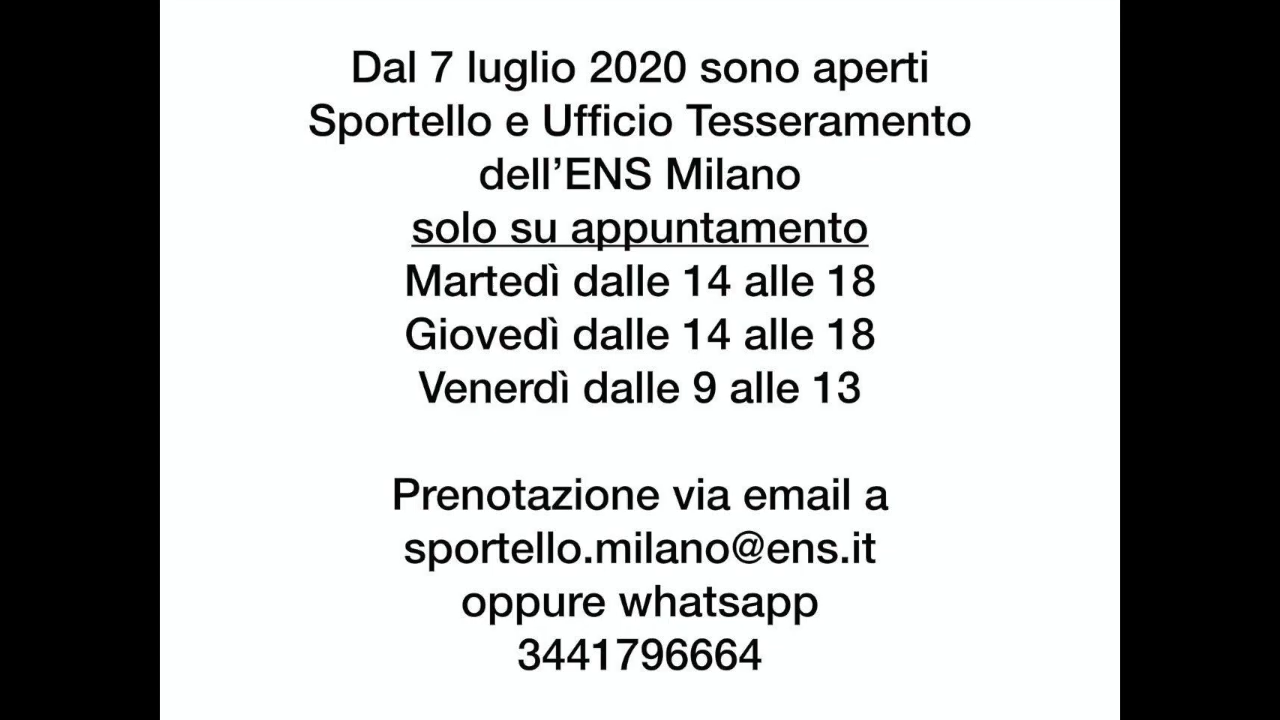 Dal 7 luglio 2020 sono aperti
Sportello e Ufficio Tesseramento
dell’ENS Milano
solo su appuntamento
Martedì dalle 14 alle 18
Giovedì dalle 14 alle 18
Venerdì dalle 9 alle 13
Prenotazione via email a
sportello.milano@ens.it
oppure whatsapp
3441796664